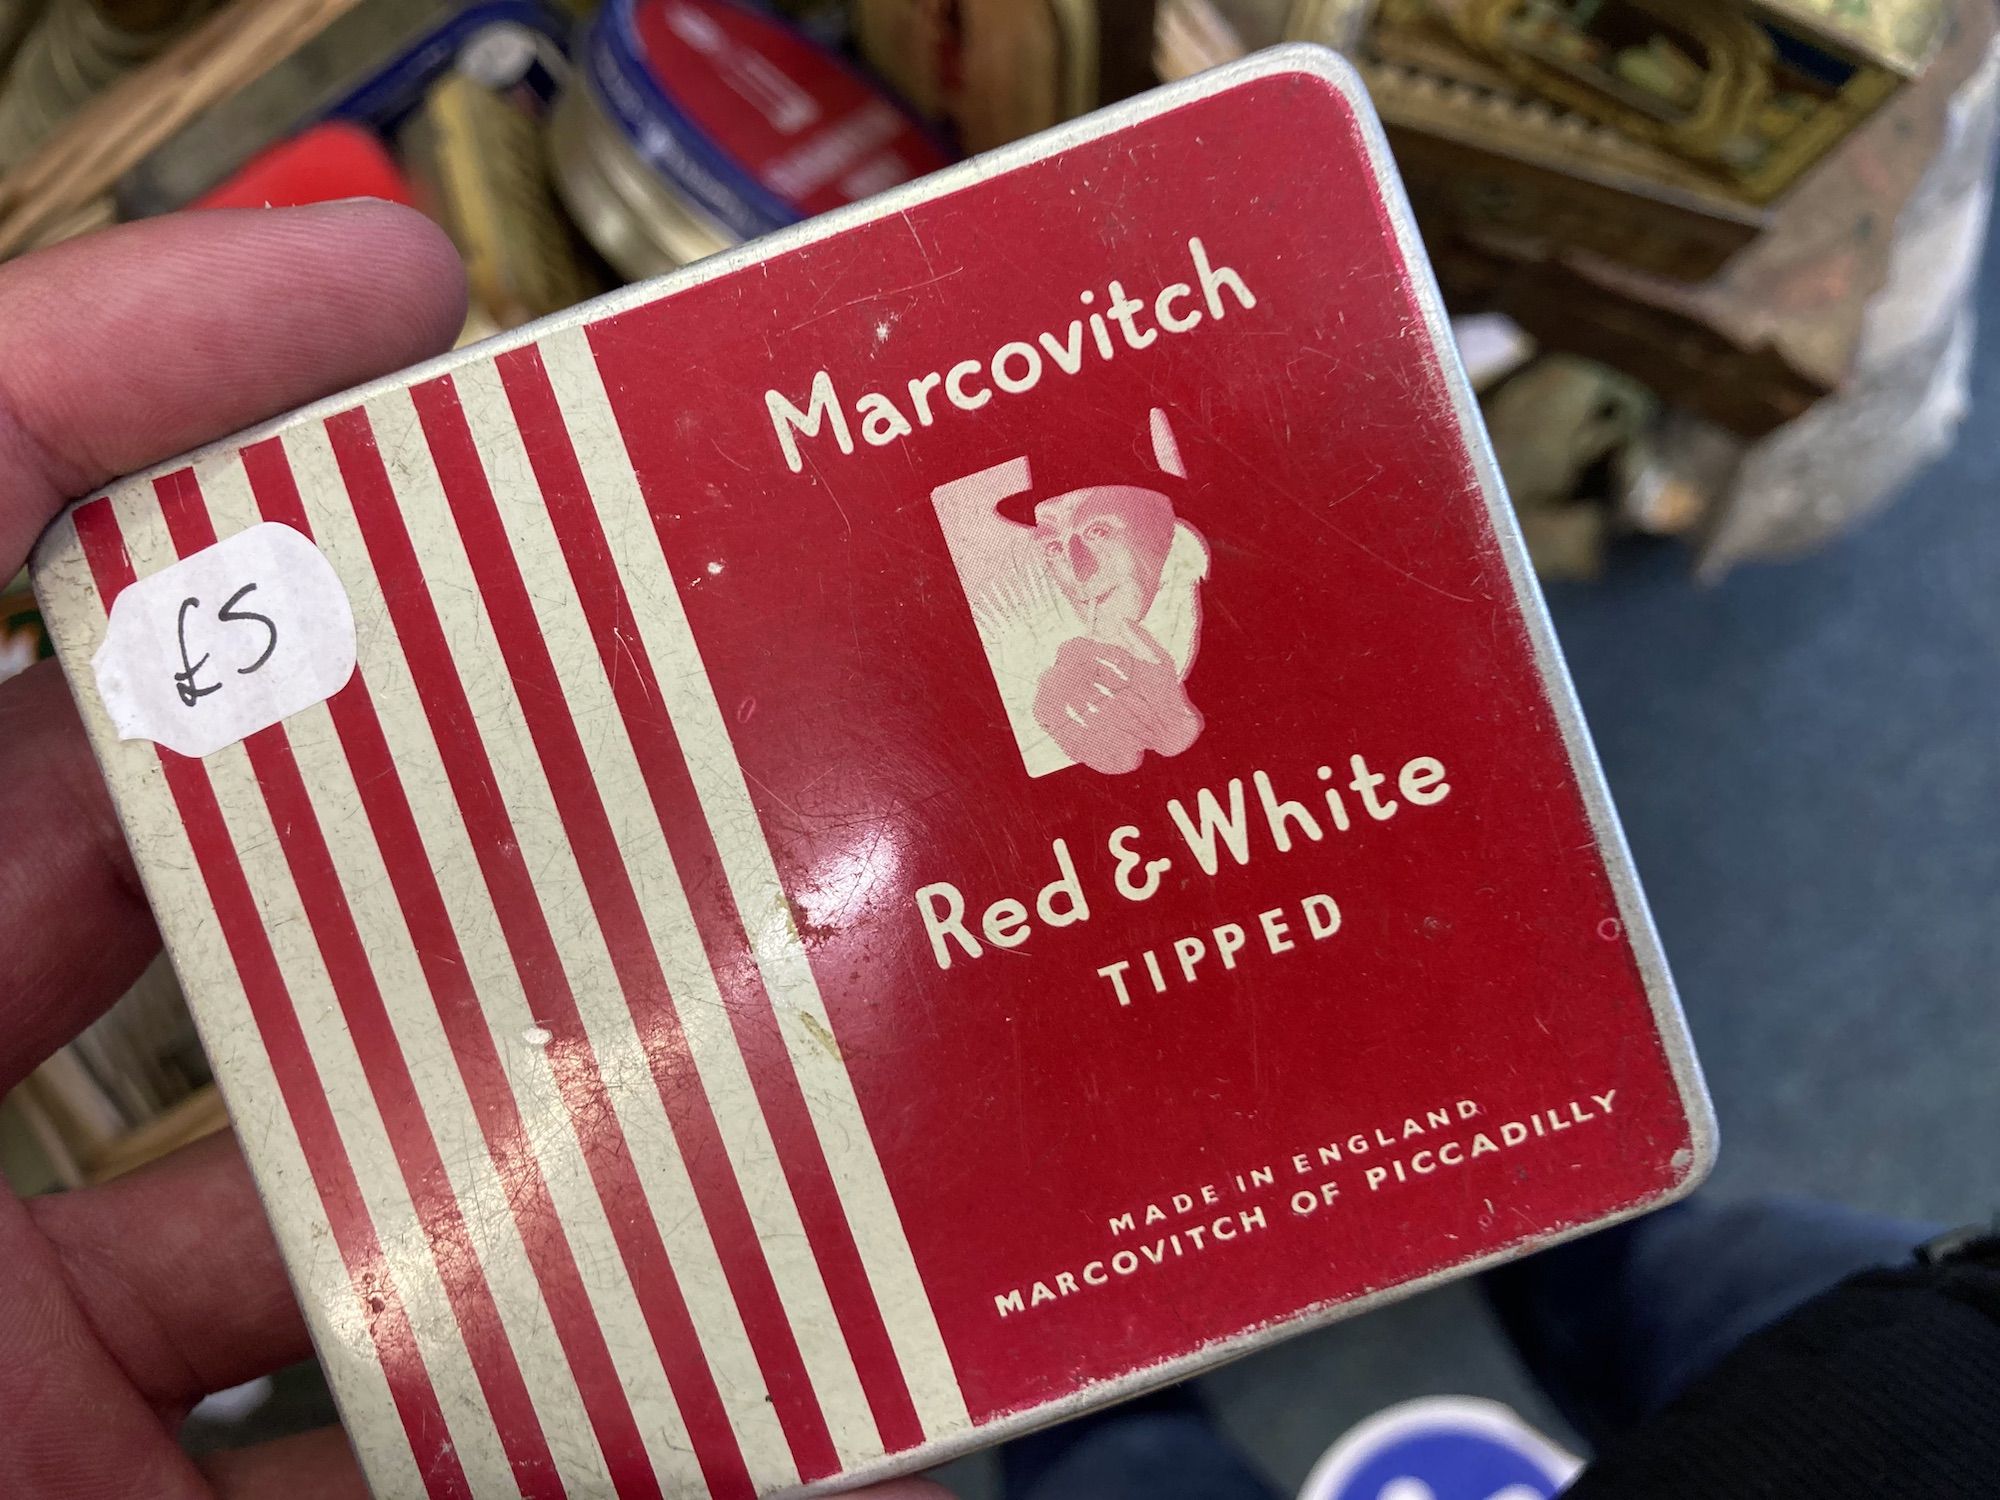 Marcovitch
£5
Red & White
TIPPED
MADE IN ENGLAND
MARCOVITCH OF PICCADILLY